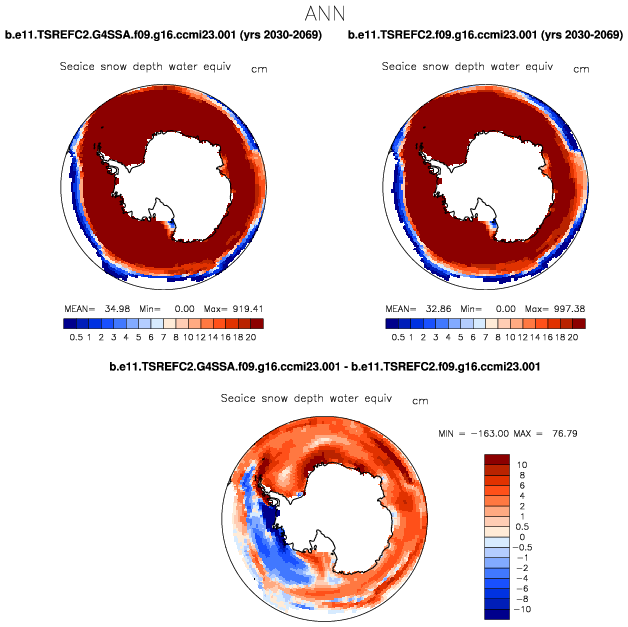 ANN
b.e11.TSREFC2.G4SSA.f09.g16.ccmi23.001 (yrs 2030-2069)
b.e11.TSREFC2.f09.g16.ccmi23.001 (yrs 2030-2069)
Seaice snow depth water equiv cm
Seaice snow depth water equiv cm
MEAN= 34.98 Min= 0.00 Max= 919.41
MEAN= 32.86 Min= 0.00 Max= 997.38
0.5 1 2 3 4 5 6 7 8 10 12 14 16 18 20
0.5 1 2 3 4 5 6 7 8 10 12 14 16 18 20
b.e11.TSREFC2.G4SSA.f09.g16.ccmi23.001 - b.e11.TSREFC2.f09.g16.ccmi23.001
Seaice snow depth water equiv cm
MIN = -163.00 MAX = 76.79
10
8
6
4
2
1
0.5
0
-0.5
-1
-2
-4
-6
-8
-10